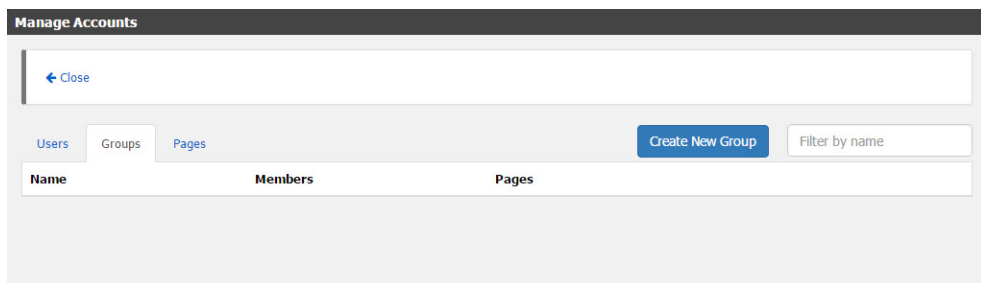 Manage Accounts
Close
Users Groups Pages Create New Group Filter by name
Name Members Pages